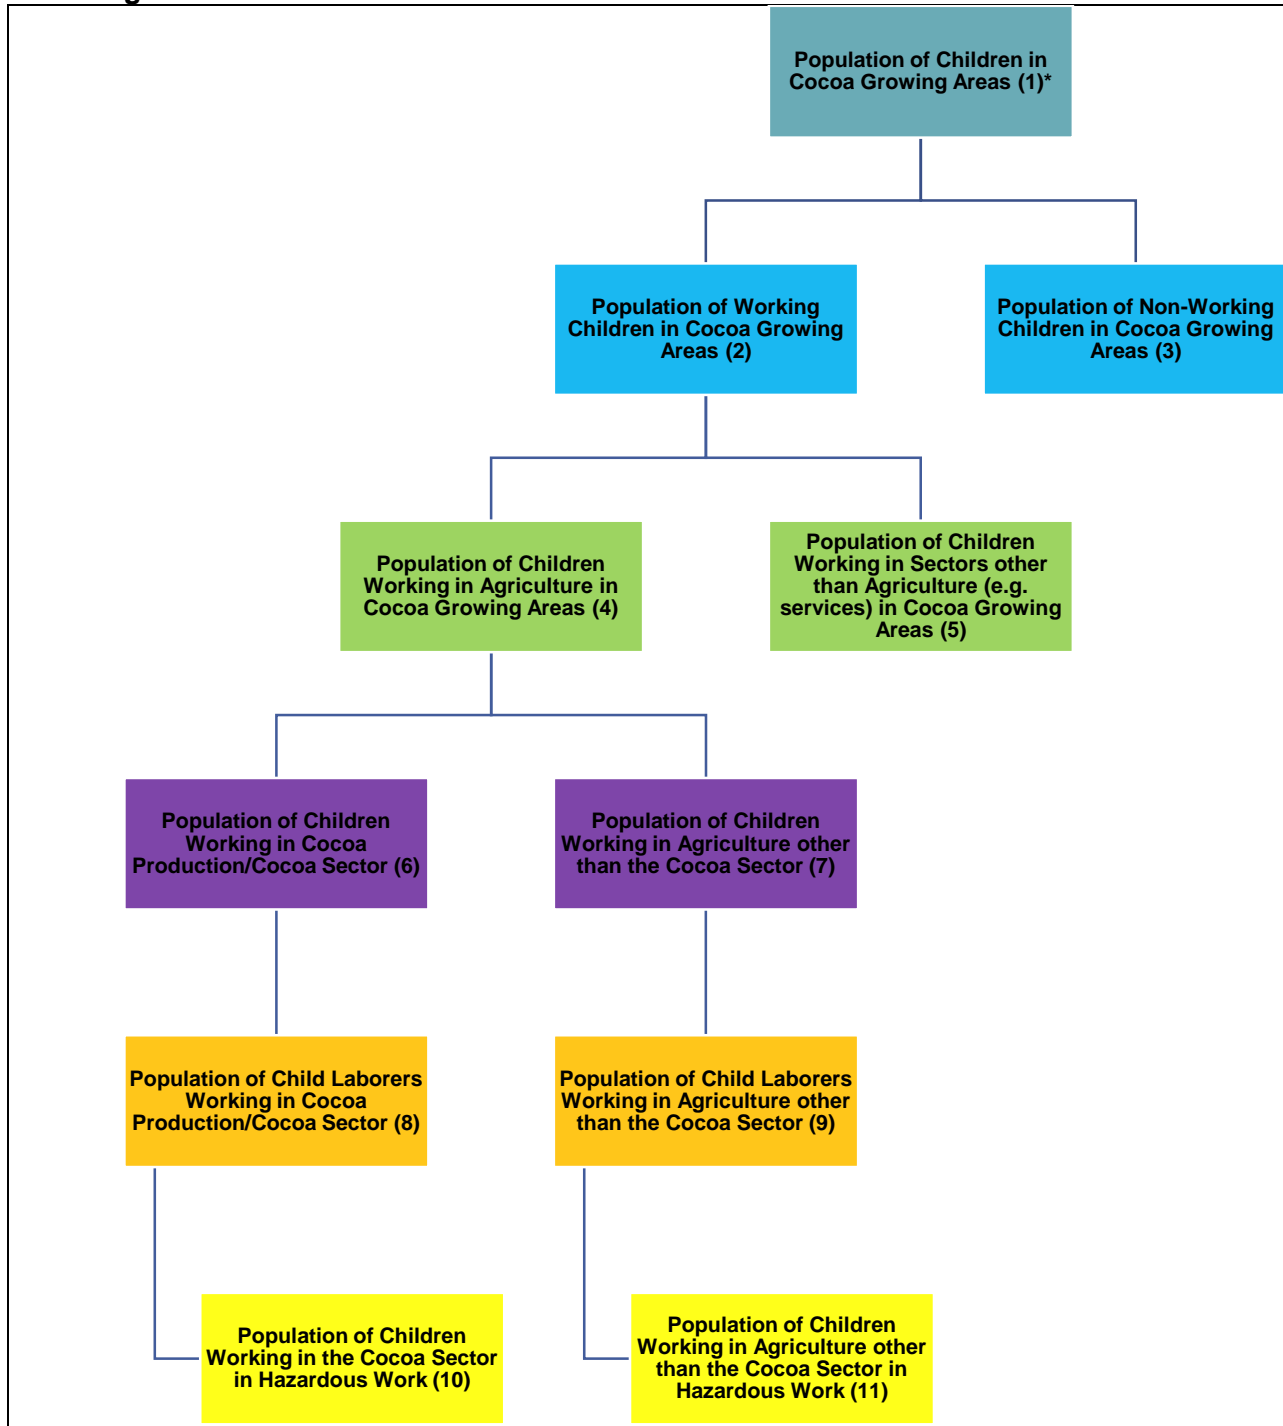 Population of Children in
Cocoa Growing Areas (1)*
Population of Working
Children in Cocoa Growing
Areas (2)
Population of Non-Working
Children in Cocoa Growing
Areas (3)
Population of Children
Working in Agriculture in
Cocoa Growing Areas (4)
Population of Children
Working in Sectors other
than Agriculture (e.g.
services) in Cocoa Growing
Areas (5)
Population of Children
Working in Cocoa
Production/Cocoa Sector (6)
Population of Children
Working in Agriculture other
than the Cocoa Sector (7)
Population of Child Laborers
Working in Cocoa
Production/Cocoa Sector (8)
Population of Child Laborers
Working in Agriculture other
than the Cocoa Sector (9)
Population of Children
Working in the Cocoa Sector
in Hazardous Work (10)
Population of Children
Working in Agriculture other
than the Cocoa Sector in
Hazardous Work (11)